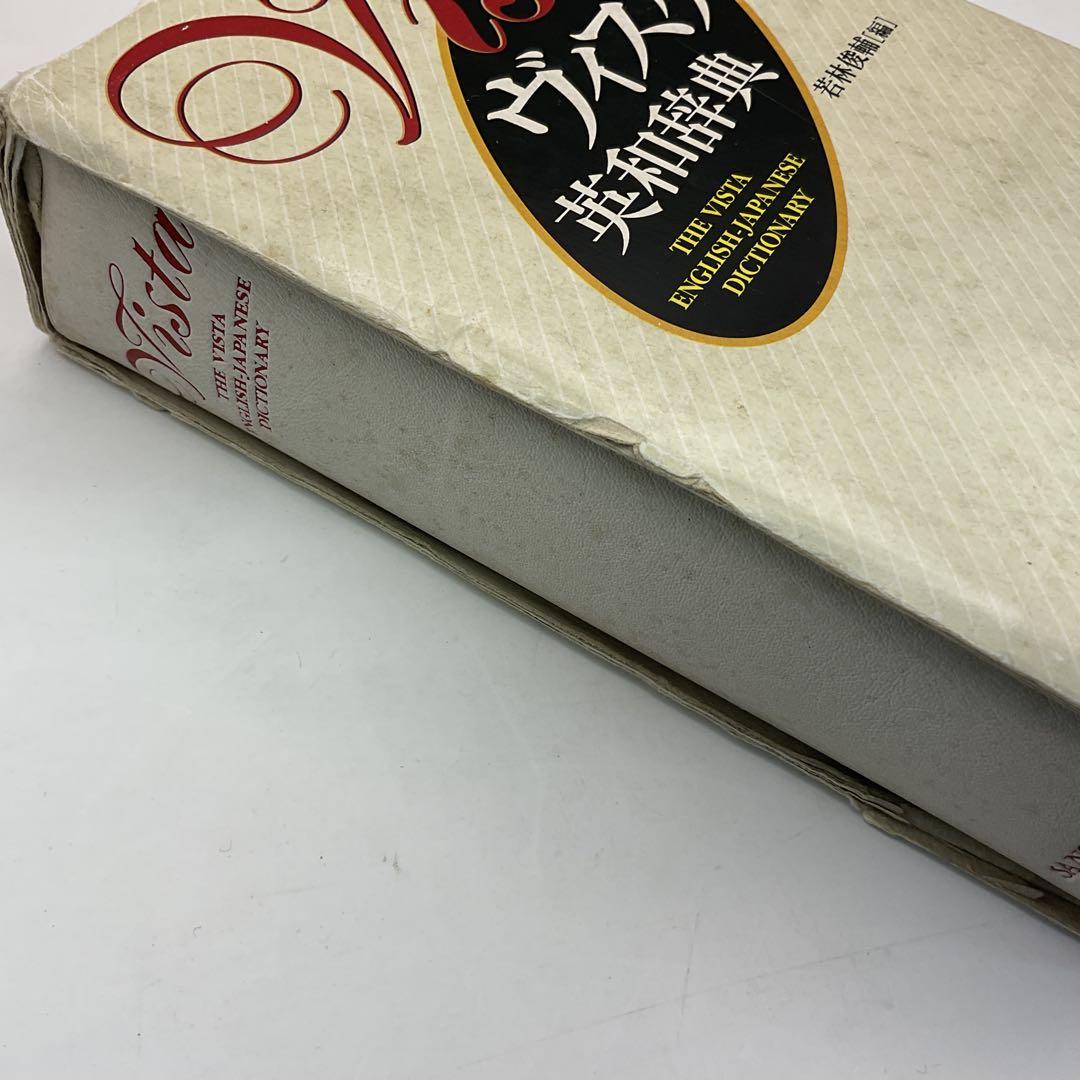 ヴィスタ
英和辞典
THE VISTA
ENGLISH-JAPANESE
DICTIONARY
若林俊輔[編]
Vista
THE VISTA
ENGLISH-JAPANESE
DICTIONARY